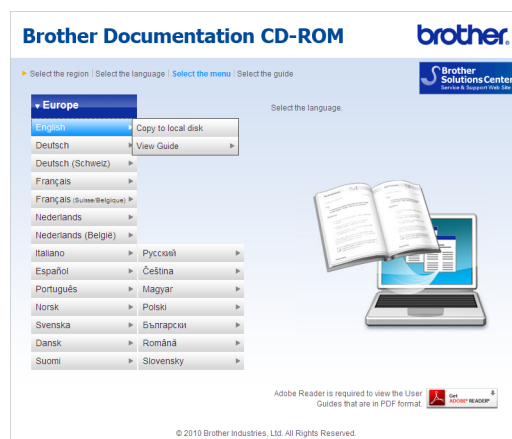 Brother Documentation CD-ROM
brother.
Select the region | Select the language | Select the menu | Select the guide
Brother
Solutions Center
Service & Support Web Site
Europe
Select the language.
English
Copy to local disk
Deutsch
View Guide
Deutsch (Schweiz)
Français
Français (Suisse/Belgique)
Nederlands
Nederlands (België)
Italiano
Русский
Español
Čeština
Português
Magyar
Norsk
Polski
Svenska
Български
Dansk
Română
Suomi
Slovensky
Adobe Reader is required to view the User
Guides that are in PDF format.
Get
ADOBE® READER®
© 2010 Brother Industries, Ltd. All Rights Reserved.